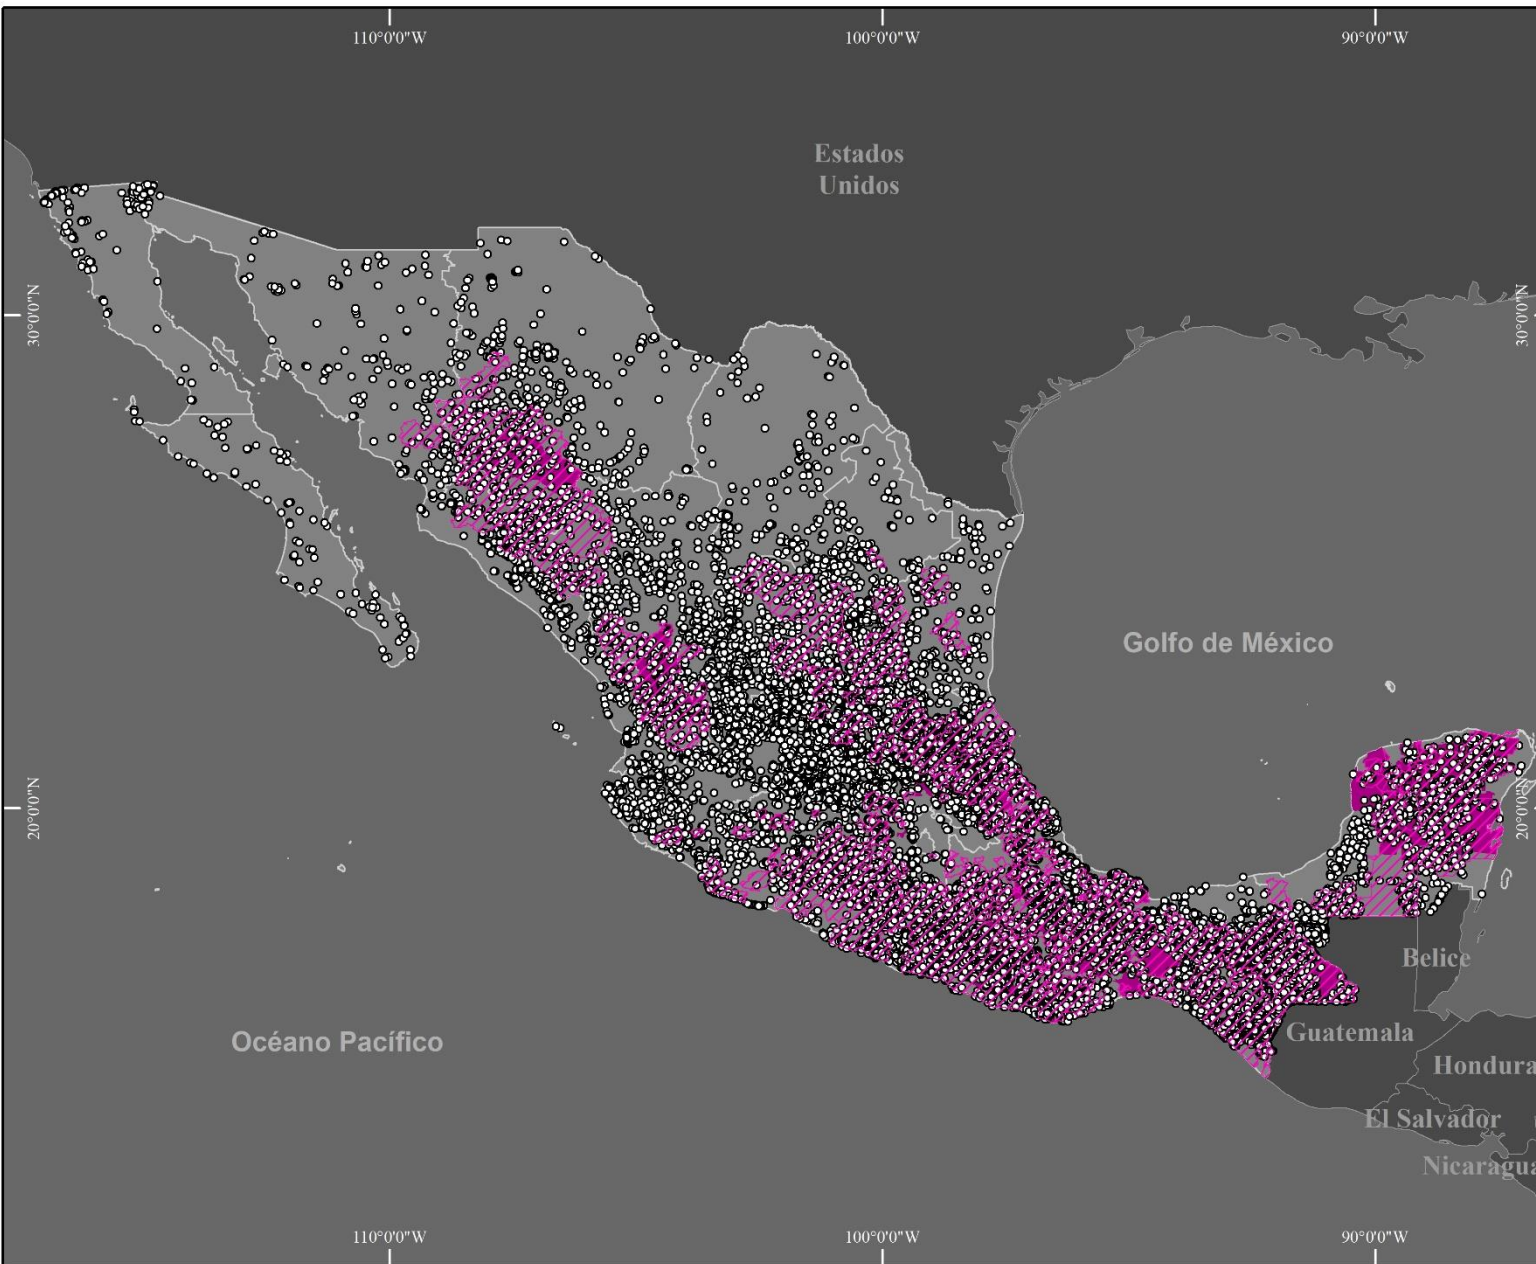 110°0'0"W
100°0'0"W
90°0'0"W
Estados
Unidos
30°0'0"N
30°0'0"N
Golfo de México
20°0'0"N
20°0'0"N
Belice
Océano Pacífico
Guatemala
Hondura
El Salvador
Nicaragua
110°0'0"W
100°0'0"W
90°0'0"W